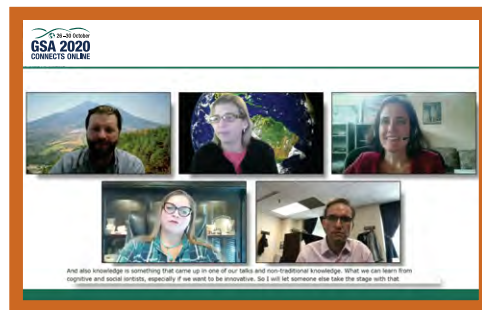 26–30 October
GSA 2020
CONNECTS ONLINE
And also knowledge is something that came up in one of our talks and non-traditional knowledge. What we can learn from
cognitive and social isntists, especially if we want to be innovative. So I will let someone else take the stage with that